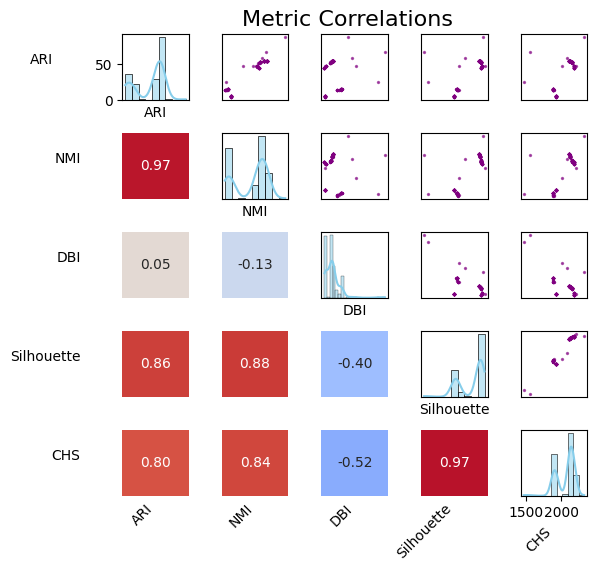 Metric Correlations
ARI
50
0
ARI
NMI
0.97
NMI
DBI
0.05
-0.13
DBI
Silhouette
0.86
0.88
-0.40
Silhouette
CHS
0.80
0.84
-0.52
0.97
1500 2000
ARI
NMI
DBI
Silhouette
CHS